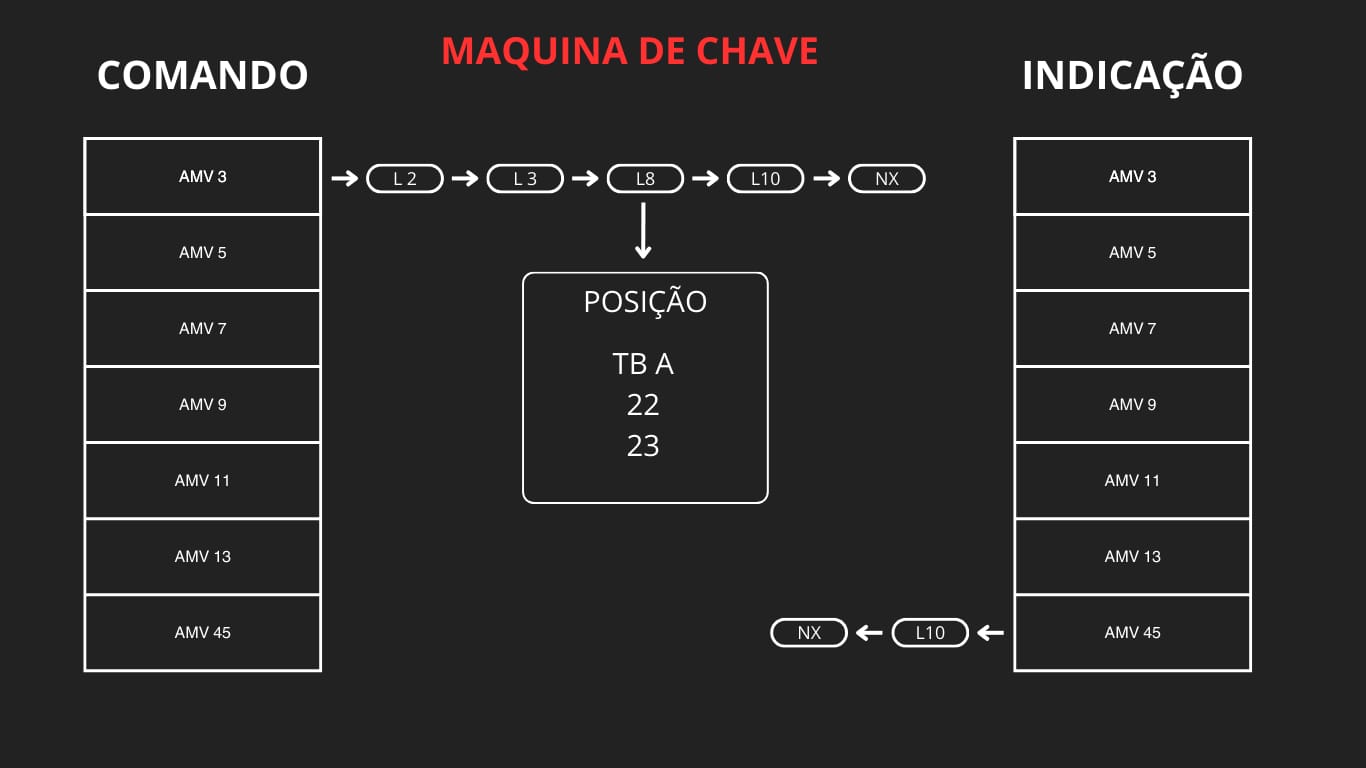 MAQUINA DE CHAVE
COMANDO
AMV 3
AMV 5
AMV 7
AMV 9
AMV 11
AMV 13
AMV 45
L 2
L 3
L8
L10
NX
POSIÇÃO
TB A
22
23
INDICAÇÃO
AMV 3
AMV 5
AMV 7
AMV 9
AMV 11
AMV 13
AMV 45
NX
L10